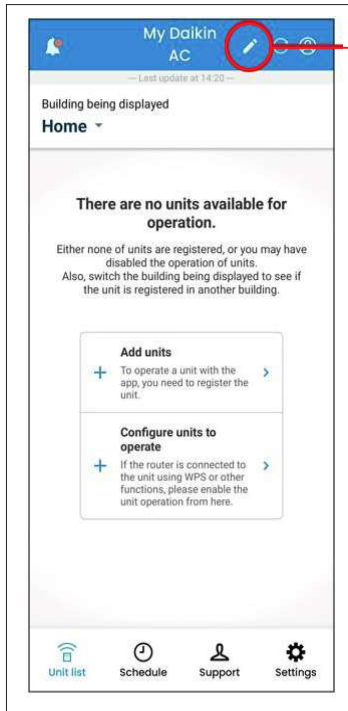 My Daikin
AC
— Last update at 14:20 —
Building being displayed
Home
There are no units available for
operation.
Either none of units are registered, or you may have
disabled the operation of units.
Also, switch the building being displayed to see if
the unit is registered in another building.
Add units
To operate a unit with the
app, you need to register the
unit.
Configure units to
operate
If the router is connected to
the unit using WPS or other
functions, please enable the
unit operation from here.
Unit list
Schedule
Support
Settings